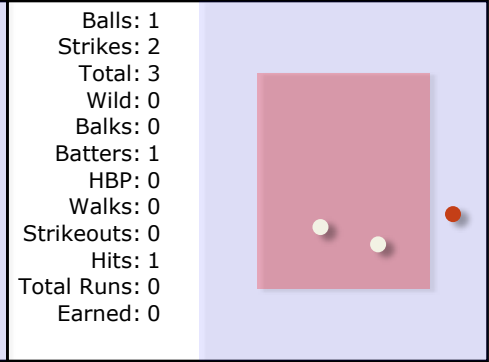 Balls: 1
Strikes: 2
Total: 3
Wild: 0
Balks: 0
Batters: 1
HBP: 0
Walks: 0
Strikeouts: 0
Hits: 1
Total Runs: 0
Earned: 0